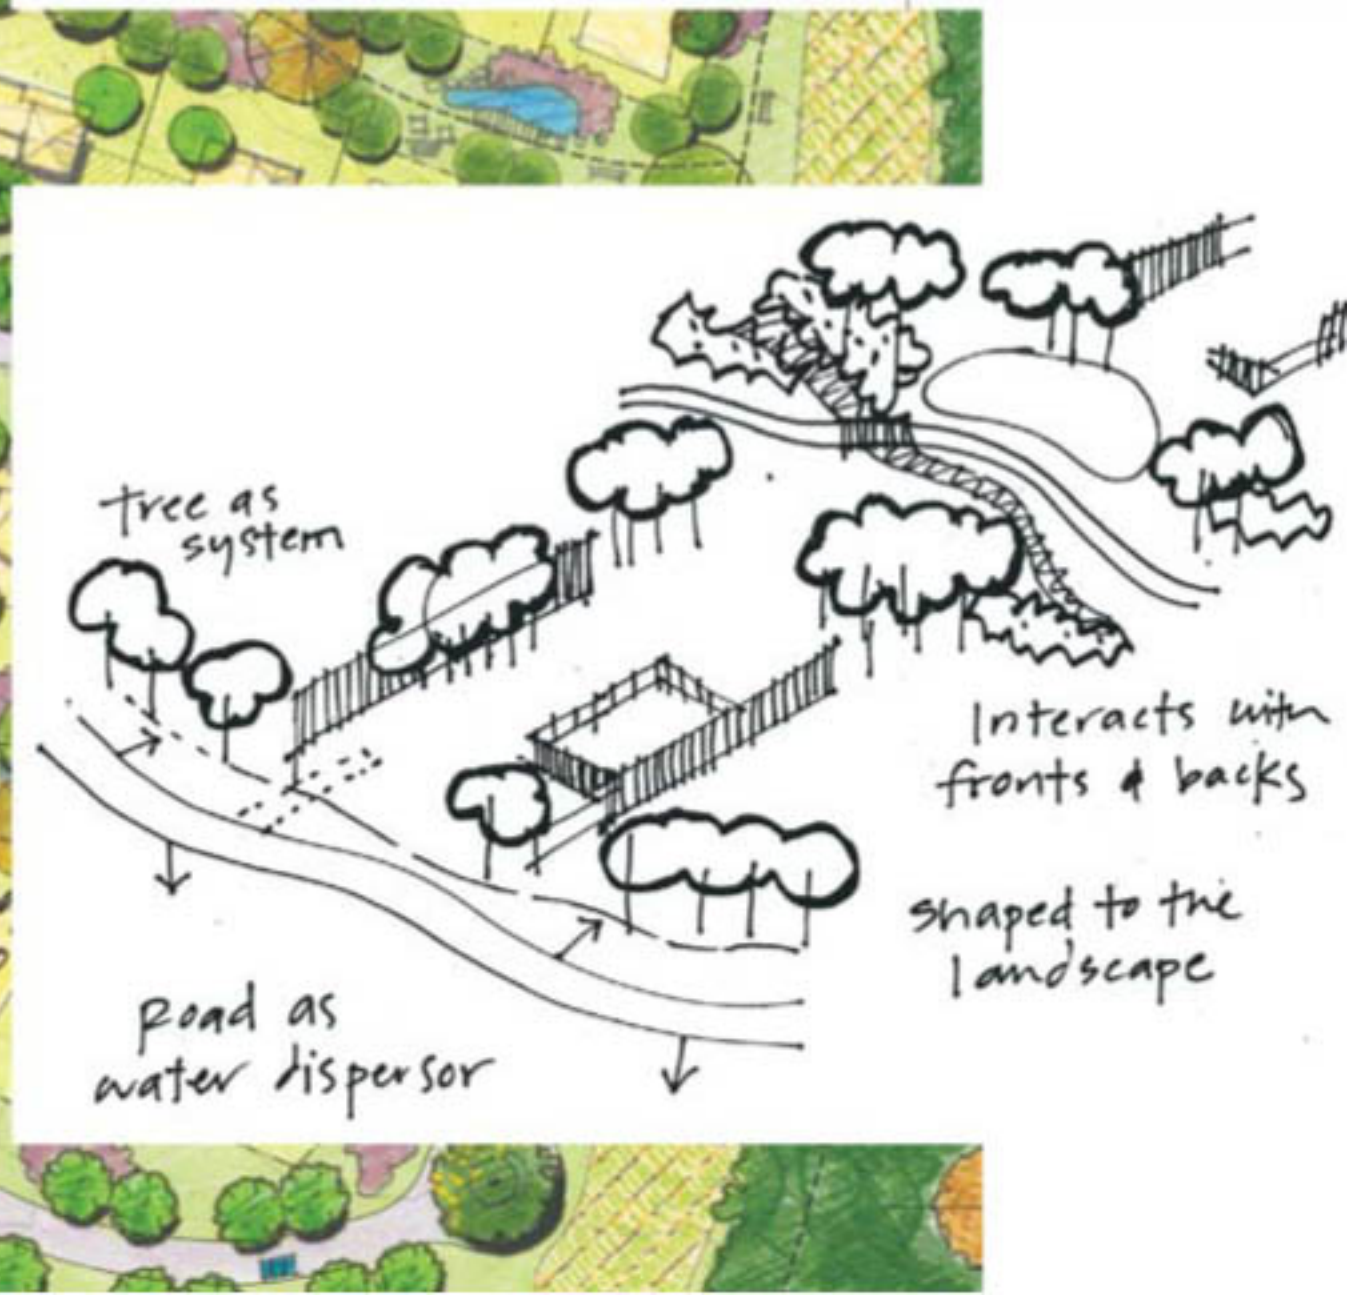 tree as
system
Interacts with
fronts & backs
shaped to the
landscape
Road as
water dispersor